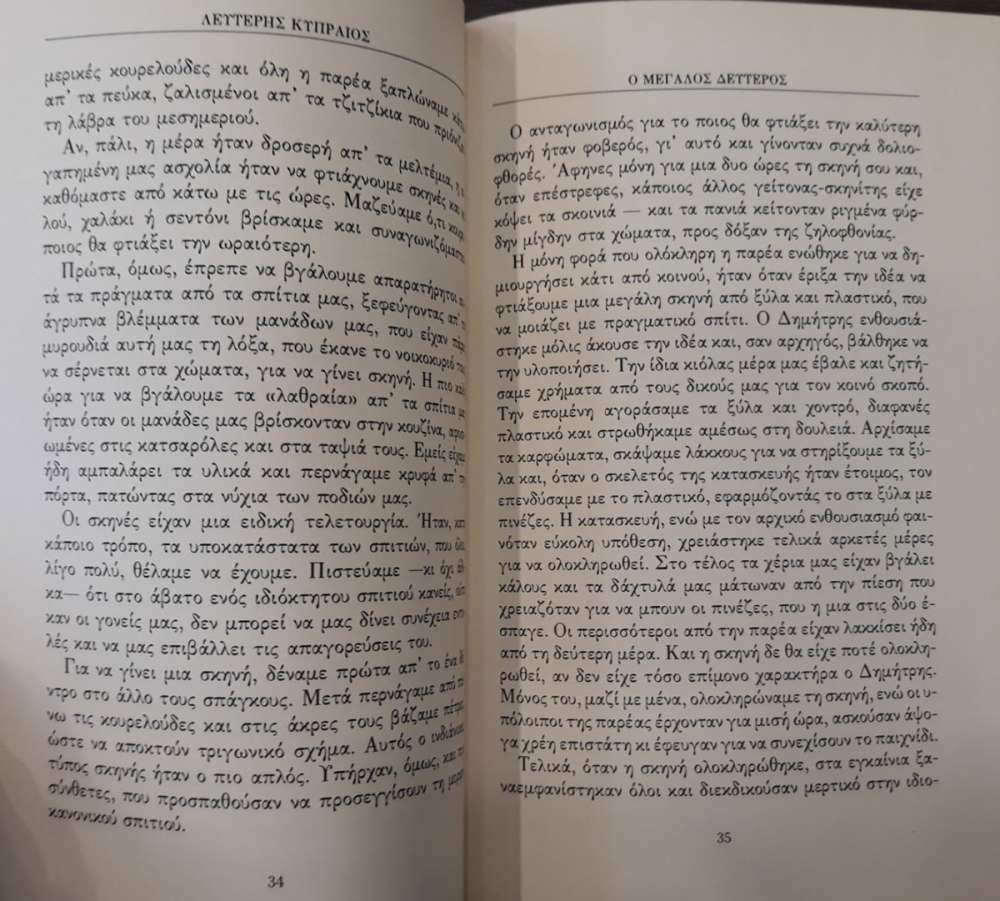 ΛΕΥΤΕΡΗΣ ΚΥΠΡΑΙΟΣ
μερικές κουρελούδες και όλη η παρέα ξαπλώναμε
απ' τα πεύκα, ζαλισμένοι απ' τα τζιτζίκια που
τη λάβρα του μεσημεριού.
Αν, πάλι, η μέρα ήταν δροσερή απ' τα μελτέμια,
γαπημένη μας ασχολία ήταν να φτιάχνουμε σκηνές και
καθόμαστε από κάτω με τις ώρες. Μαζεύαμε ό,τι
λού, χαλάκι ή σεντόνι βρίσκαμε και συναγωνιζόμαστε
ποιος θα φτιάξει την ωραιότερη.
Πρώτα, όμως, έπρεπε να βγάλουμε απαρατήρητοι
τά τα πράγματα από τα σπίτια μας, ξεφεύγοντας απ'
άγρυπνα βλέμματα των μανάδων μας, που είχαν
μυρουδιά αυτή μας τη λόξα, που έκανε το νοικοκυριό
να σέρνεται στα χώματα, για να γίνει σκηνή. Η πιο
ώρα για να βγάλουμε τα «λαθραία» απ' τα σπίτια
ήταν όταν οι μανάδες μας βρίσκονταν στην κουζίνα,
ωμένες στις κατσαρόλες και στα ταψιά τους. Εμείς
ήδη αμπαλάρει τα υλικά και περνάγαμε κρυφά απ'
πόρτα, πατώντας στα νύχια των ποδιών μας.
Οι σκηνές είχαν μια ειδική τελετουργία. Ήταν,
κάποιο τρόπο, τα υποκατάστατα των σπιτιών, που
λίγο πολύ, θέλαμε να έχουμε. Πιστεύαμε —κι όχι
κα— ότι στο άβατο ενός ιδιόκτητου σπιτιού κανείς,
καν οι γονείς μας, δεν μπορεί να μας δίνει συνέχεια
λές και να μας επιβάλλει τις απαγορεύσεις του.
Για να γίνει μια σκηνή, δέναμε πρώτα απ' το ένα
ντρο στο άλλο τους σπάγκους. Μετά περνάγαμε από
νω τις κουρελούδες και στις άκρες τους βάζαμε
ώστε να αποκτούν τριγωνικό σχήμα. Αυτός ο
τύπος σκηνής ήταν ο πιο απλός. Υπήρχαν, όμως, και
σύνθετες, που προσπαθούσαν να προσεγγίσουν τη
κανονικού σπιτιού.
34
Ο ΜΕΓΑΛΟΣ ΔΕΥΤΕΡΟΣ
Ο ανταγωνισμός για το ποιος θα φτιάξει την καλύτερη
σκηνή ήταν φοβερός, γι' αυτό και γίνονταν συχνά δολιο-
φθορές. Άφηνες μόνη για μια δυο ώρες τη σκηνή σου και,
όταν επέστρεφες, κάποιος άλλος γείτονας-σκηνίτης είχε
κόψει τα σκοινιά — και τα πανιά κείτονταν ριγμένα φύρ-
δην μίγδην στα χώματα, προς δόξαν της ζηλοφθονίας.
Η μόνη φορά που ολόκληρη η παρέα ενώθηκε για να δη-
μιουργήσει κάτι από κοινού, ήταν όταν έριξα την ιδέα να
φτιάξουμε μια μεγάλη σκηνή από ξύλα και πλαστικό, που
να μοιάζει με πραγματικό σπίτι. Ο Δημήτρης ενθουσιά-
στηκε μόλις άκουσε την ιδέα και, σαν αρχηγός, βάλθηκε να
την υλοποιήσει. Την ίδια κιόλας μέρα μας έβαλε και ζητή-
σαμε χρήματα από τους δικούς μας για τον κοινό σκοπό.
Την επομένη αγοράσαμε τα ξύλα και χοντρό, διαφανές
πλαστικό και στρωθήκαμε αμέσως στη δουλειά. Αρχίσαμε
τα καρφώματα, σκάψαμε λάκκους για να στηρίξουμε τα ξύ-
λα και, όταν ο σκελετός της κατασκευής ήταν έτοιμος, τον
επενδύσαμε με το πλαστικό, εφαρμόζοντάς το στα ξύλα με
πινέζες. Η κατασκευή, ενώ με τον αρχικό ενθουσιασμό φαι-
νόταν εύκολη υπόθεση, χρειάστηκε τελικά αρκετές μέρες
για να ολοκληρωθεί. Στο τέλος τα χέρια μας είχαν βγάλει
κάλους και τα δάχτυλά μας μάτωναν από την πίεση που
χρειαζόταν για να μπουν οι πινέζες, που η μια στις δύο έ-
σπαγε. Οι περισσότεροι από την παρέα είχαν λακκίσει ήδη
από τη δεύτερη μέρα. Και η σκηνή δε θα είχε ποτέ ολοκλη-
ρωθεί, αν δεν είχε τόσο επίμονο χαρακτήρα ο Δημήτρης.
Μόνος του, μαζί με μένα, ολοκληρώναμε τη σκηνή, ενώ οι υ-
πόλοιποι της παρέας έρχονταν για μισή ώρα, ασκούσαν άψο-
γα χρέη επιστάτη κι έφευγαν για να συνεχίσουν το παιχνίδι.
Τελικά, όταν η σκηνή ολοκληρώθηκε, στα εγκαίνια ξα-
ναεμφανίστηκαν όλοι και διεκδικούσαν μερτικό στην ιδιο-
35